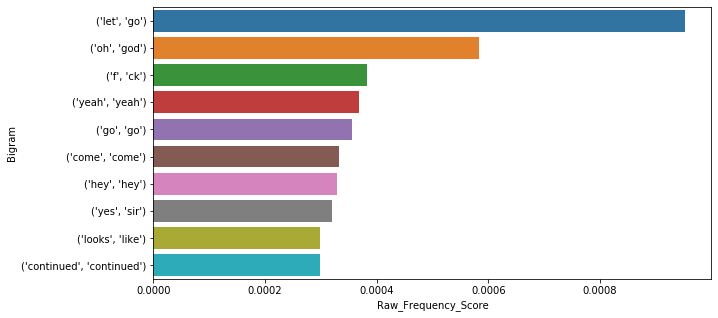 ('let', 'go')
('oh', 'god')
('f', 'ck')
('yeah', 'yeah')
('go', 'go')
('come', 'come')
('hey', 'hey')
('yes', 'sir')
('looks', 'like')
('continued', 'continued')
Bigram
0.0000 0.0002 0.0004 0.0006 0.0008
Raw_Frequency_Score